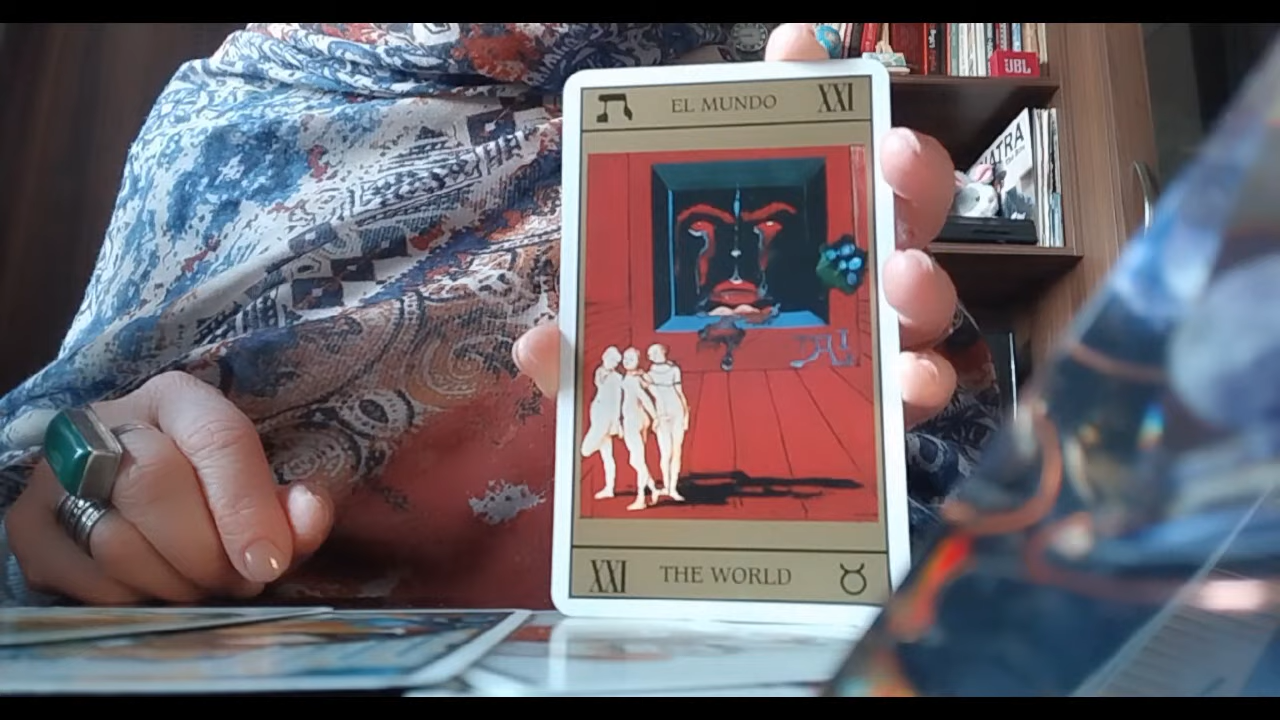 ת EL MUNDO XXI
XXI THE WORLD ♉
JBL